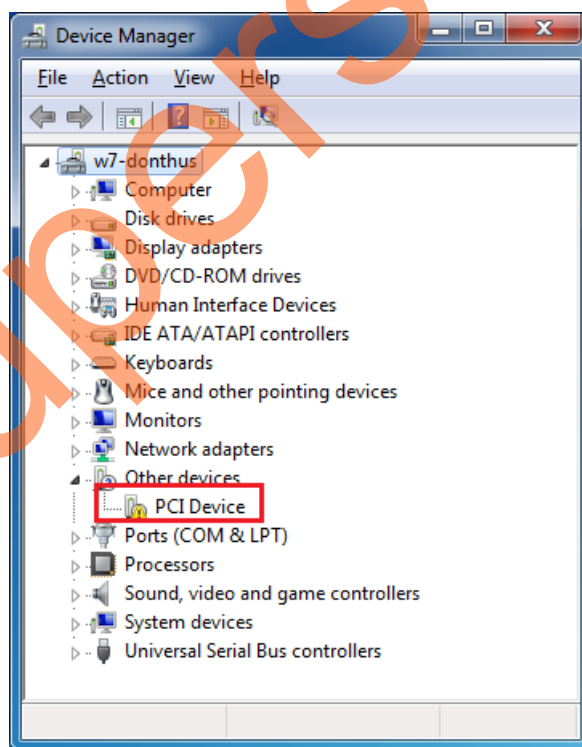 Device Manager
File Action View Help
w7-donthus
Computer
Disk drives
Display adapters
DVD/CD-ROM drives
Human Interface Devices
IDE ATA/ATAPI controllers
Keyboards
Mice and other pointing devices
Monitors
Network adapters
Other devices
PCI Device
Ports (COM & LPT)
Processors
Sound, video and game controllers
System devices
Universal Serial Bus controllers